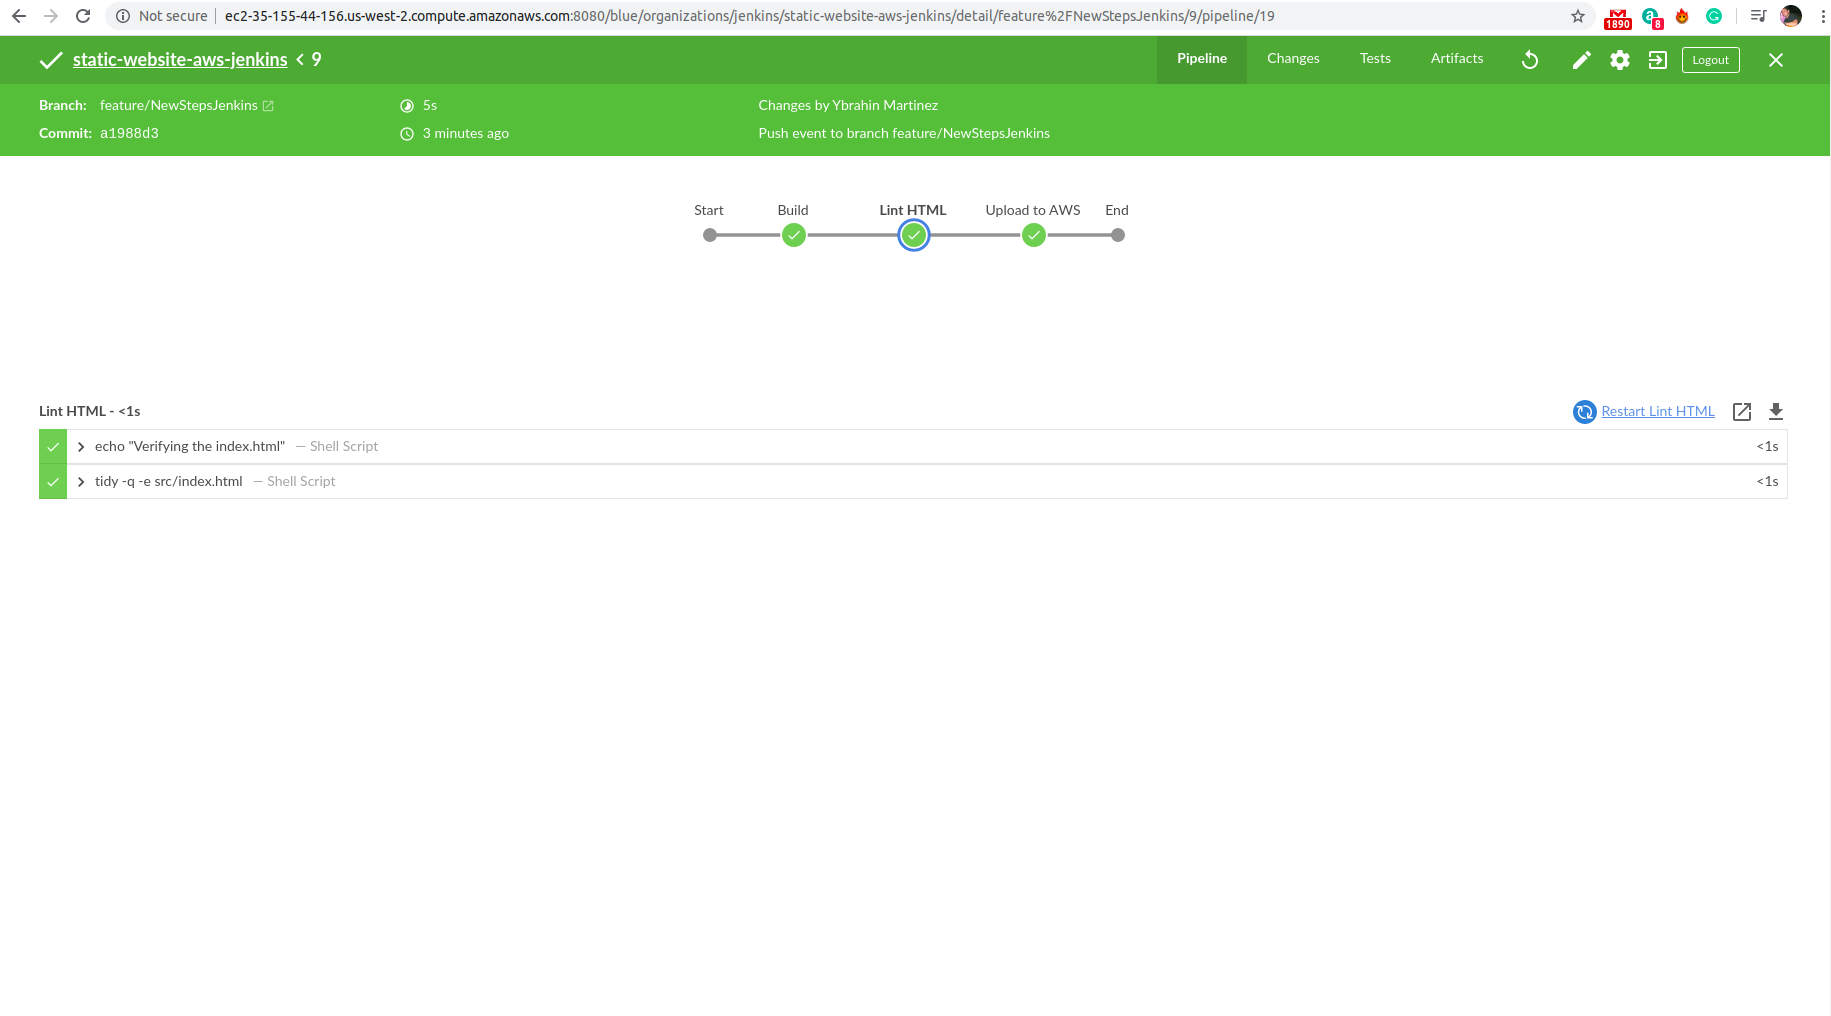 Not secure | ec2-35-155-44-156.us-west-2.compute.amazonaws.com:8080/blue/organizations/jenkins/static-website-aws-jenkins/detail/feature%2FNewStepsJenkins/9/pipeline/19
1890
a
8
G
static-website-aws-jenkins < 9
Pipeline
Changes
Tests
Artifacts
Logout
Branch: feature/NewStepsJenkins
5s
Changes by Ybrahin Martinez
Commit: a1988d3
3 minutes ago
Push event to branch feature/NewStepsJenkins
Start
Build
Lint HTML
Upload to AWS
End
Lint HTML - <1s
Restart Lint HTML
echo "Verifying the index.html" — Shell Script
<1s
tidy -q -e src/index.html — Shell Script
<1s